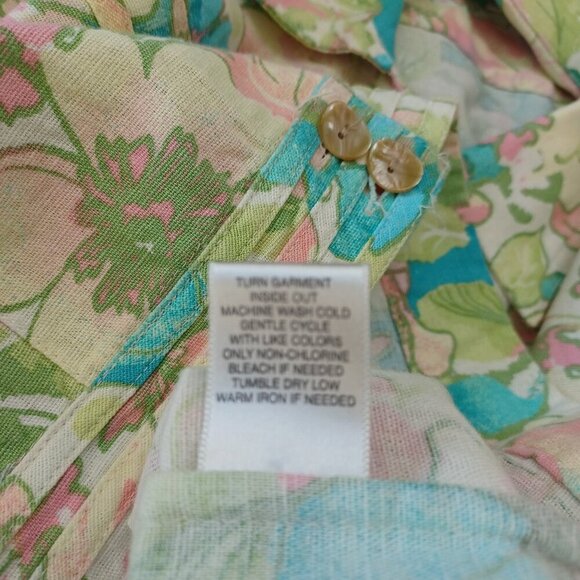 TURN GARMENT
INSIDE OUT
MACHINE WASH COLD
GENTLE CYCLE
WITH LIKE COLORS
ONLY NON-CHLORINE
BLEACH IF NEEDED
TUMBLE DRY LOW
WARM IRON IF NEEDED